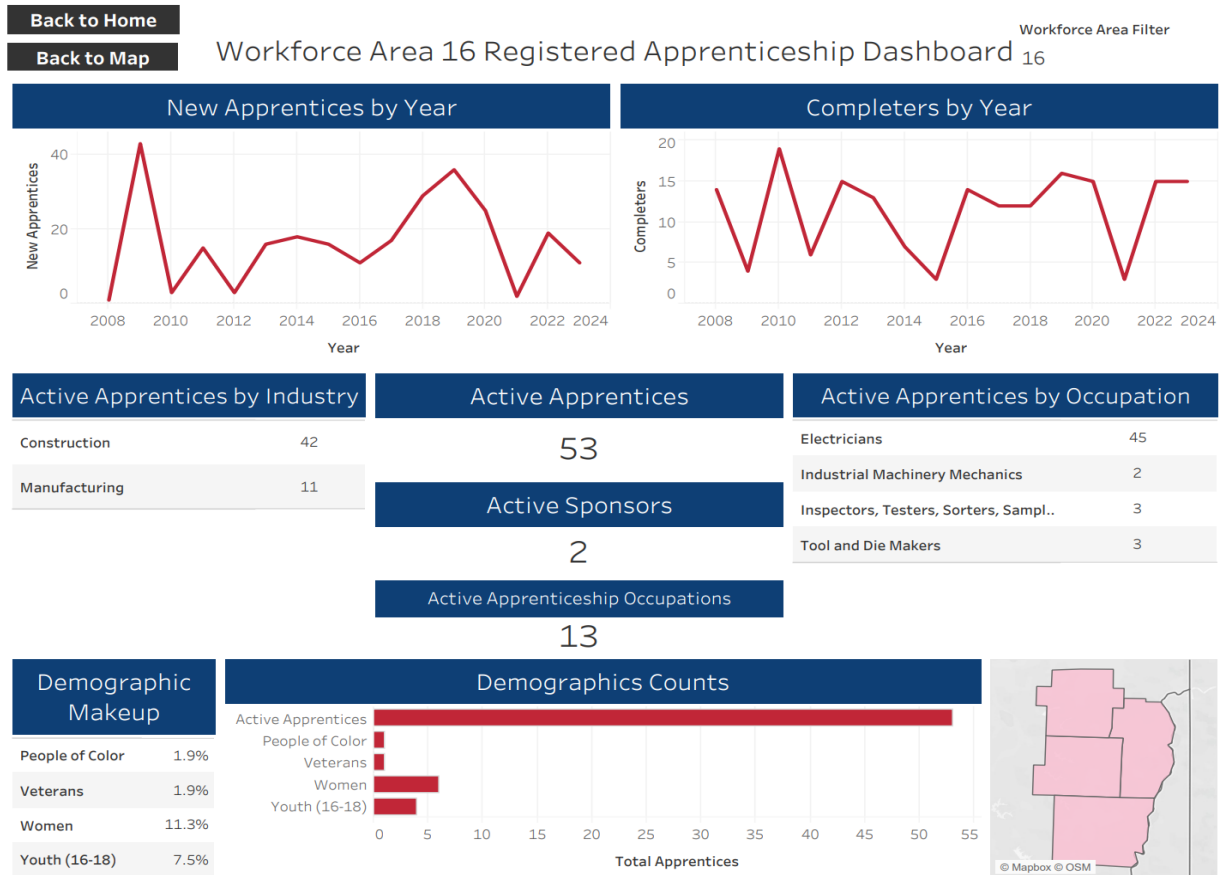 Back to Home
Back to Map
Workforce Area 16 Registered Apprenticeship Dashboard
Workforce Area Filter
16
New Apprentices by Year
New Apprentices
40
20
0
2008 2010 2012 2014 2016 2018 2020 2022 2024
Year
Completers by Year
Completers
20
15
10
5
0
2008 2010 2012 2014 2016 2018 2020 2022 2024
Year
Active Apprentices by Industry
Construction 42
Manufacturing 11
Active Apprentices
53
Active Sponsors
2
Active Apprenticeship Occupations
13
Active Apprentices by Occupation
Electricians 45
Industrial Machinery Mechanics 2
Inspectors, Testers, Sorters, Sampl.. 3
Tool and Die Makers 3
Demographic
Makeup
People of Color 1.9%
Veterans 1.9%
Women 11.3%
Youth (16-18) 7.5%
Demographics Counts
Active Apprentices
People of Color
Veterans
Women
Youth (16-18)
0 5 10 15 20 25 30 35 40 45 50 55
Total Apprentices
© Mapbox © OSM